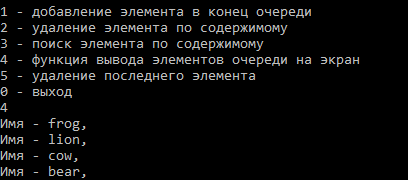 1 - добавление элемента в конец очереди
2 - удаление элемента по содержимому
3 - поиск элемента по содержимому
4 - функция вывода элементов очереди на экран
5 - удаление последнего элемента
0 - выход
4
Имя - frog,
Имя - lion,
Имя - cow,
Имя - bear,